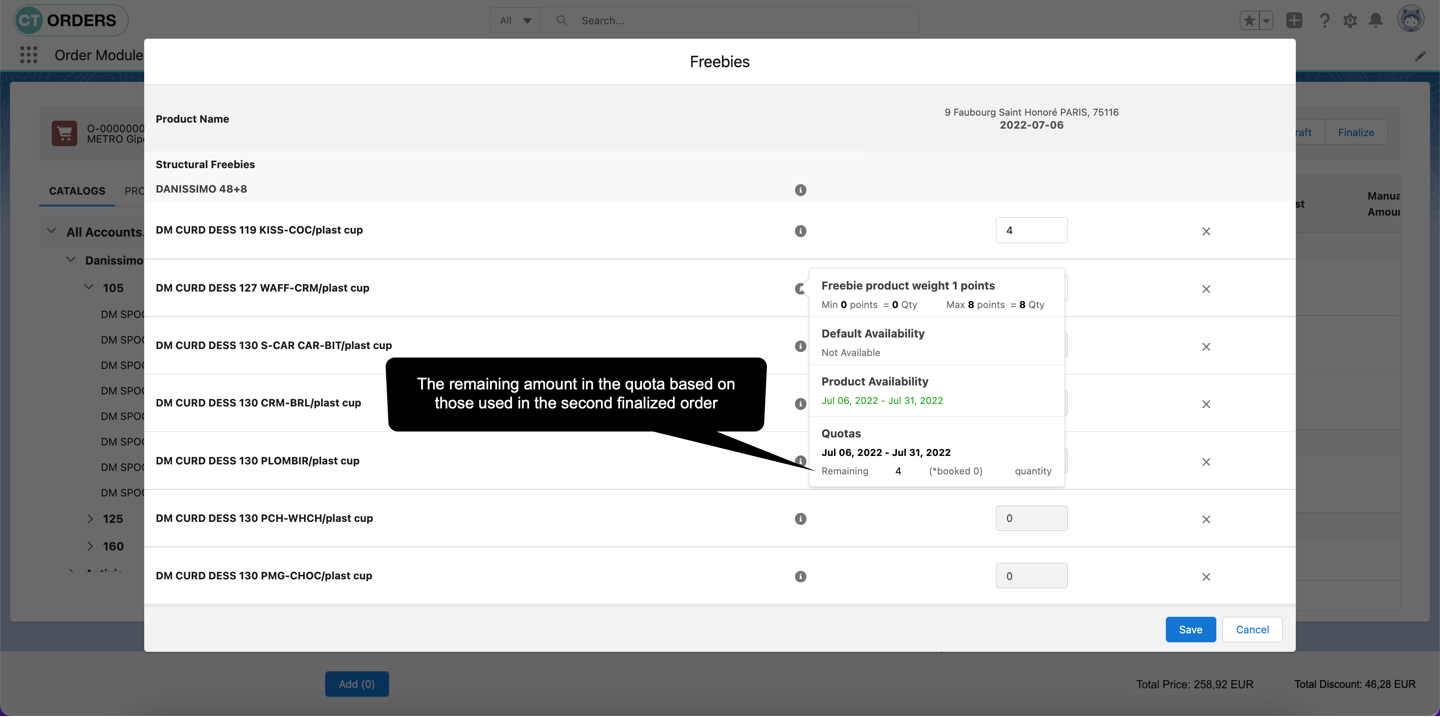 CT ORDERS
All
Search...
Order Module
Freebies
Product Name
9 Faubourg Saint Honoré PARIS, 75116
2022-07-06
O-0000000
METRO Gip
raft
Finalize
Structural Freebies
DANISSIMO 48+8
CATALOGS
PRO
st
Manua
Amou
All Accounts
DM CURD DESS 119 KISS-COC/plast cup
4
Danissimo
105
DM CURD DESS 127 WAFF-CRM/plast cup
Freebie product weight 1 points
Min 0 points = 0 Qty
Max 8 points = 8 Qty
DM SPOO
Default Availability
Not Available
DM SPOO
DM CURD DESS 130 S-CAR CAR-BIT/plast cup
DM SPOO
The remaining amount in the quota based on
those used in the second finalized order
Product Availability
Jul 06, 2022 - Jul 31, 2022
DM SPOO
DM CURD DESS 130 CRM-BRL/plast cup
DM SPOO
Quotas
Jul 06, 2022 - Jul 31, 2022
DM SPOO
DM CURD DESS 130 PLOMBIR/plast cup
Remaining 4 (*booked 0) quantity
DM SPOO
DM SPOO
125
DM CURD DESS 130 PCH-WHCH/plast cup
0
160
DM CURD DESS 130 PMG-CHOC/plast cup
0
Save
Cancel
Add (0)
Total Price: 258,92 EUR
Total Discount: 46,28 EUR